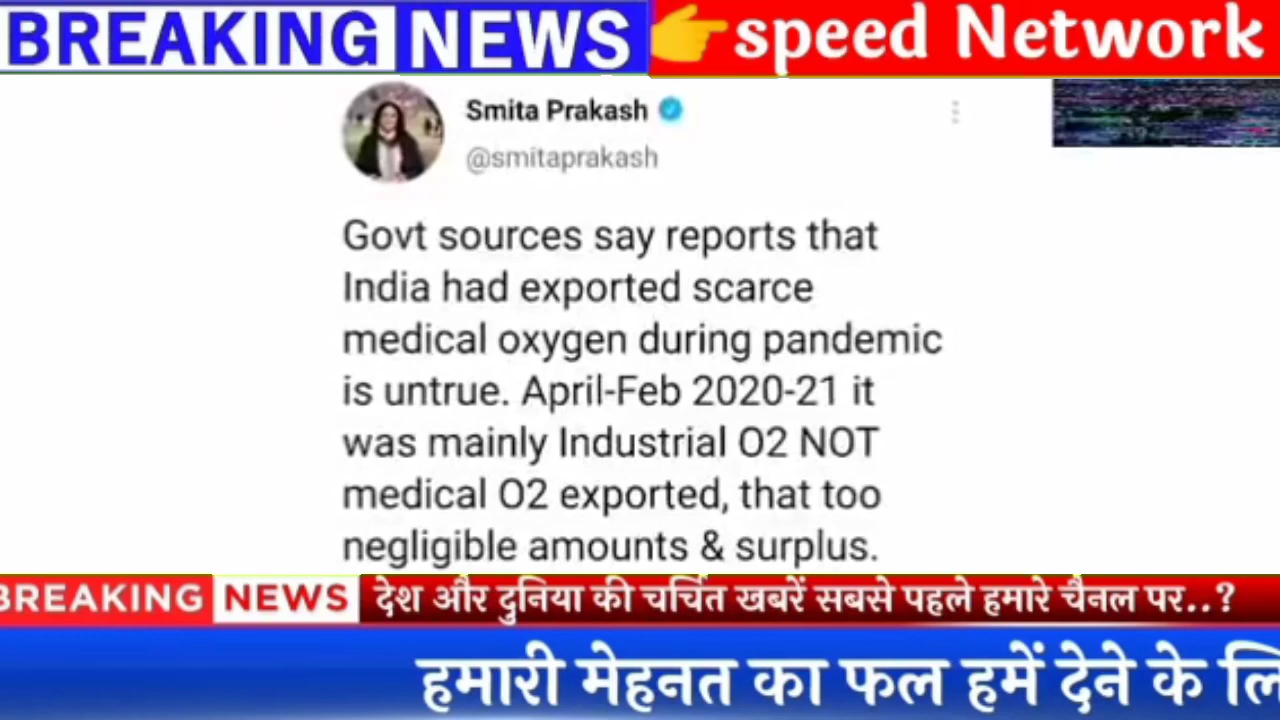 BREAKING NEWS 👉speed Network
Smita Prakash
@smitaprakash
Govt sources say reports that
India had exported scarce
medical oxygen during pandemic
is untrue. April-Feb 2020-21 it
was mainly Industrial O2 NOT
medical O2 exported, that too
negligible amounts & surplus.
BREAKING NEWS देश और दुनिया की चर्चित खबरें सबसे पहले हमारे चैनल पर..?
हमारी मेहनत का फल हमें देने के लि